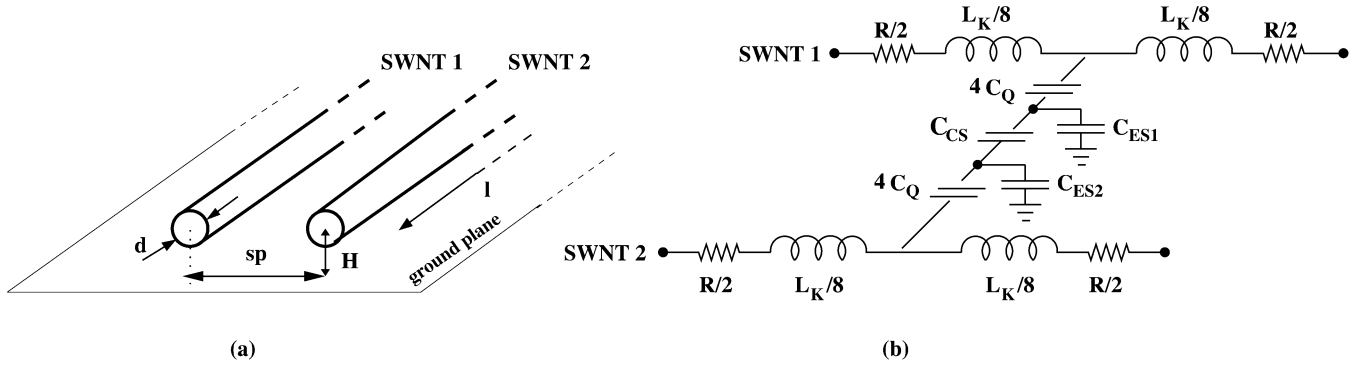 SWNT 1
SWNT 2
l
d
sp
H
ground plane
(a)
L_K/8
L_K/8
R/2
R/2
SWNT 1
4 C_Q
C_CS
C_ES1
4 C_Q
C_ES2
SWNT 2
R/2
L_K/8
L_K/8
R/2
(b)